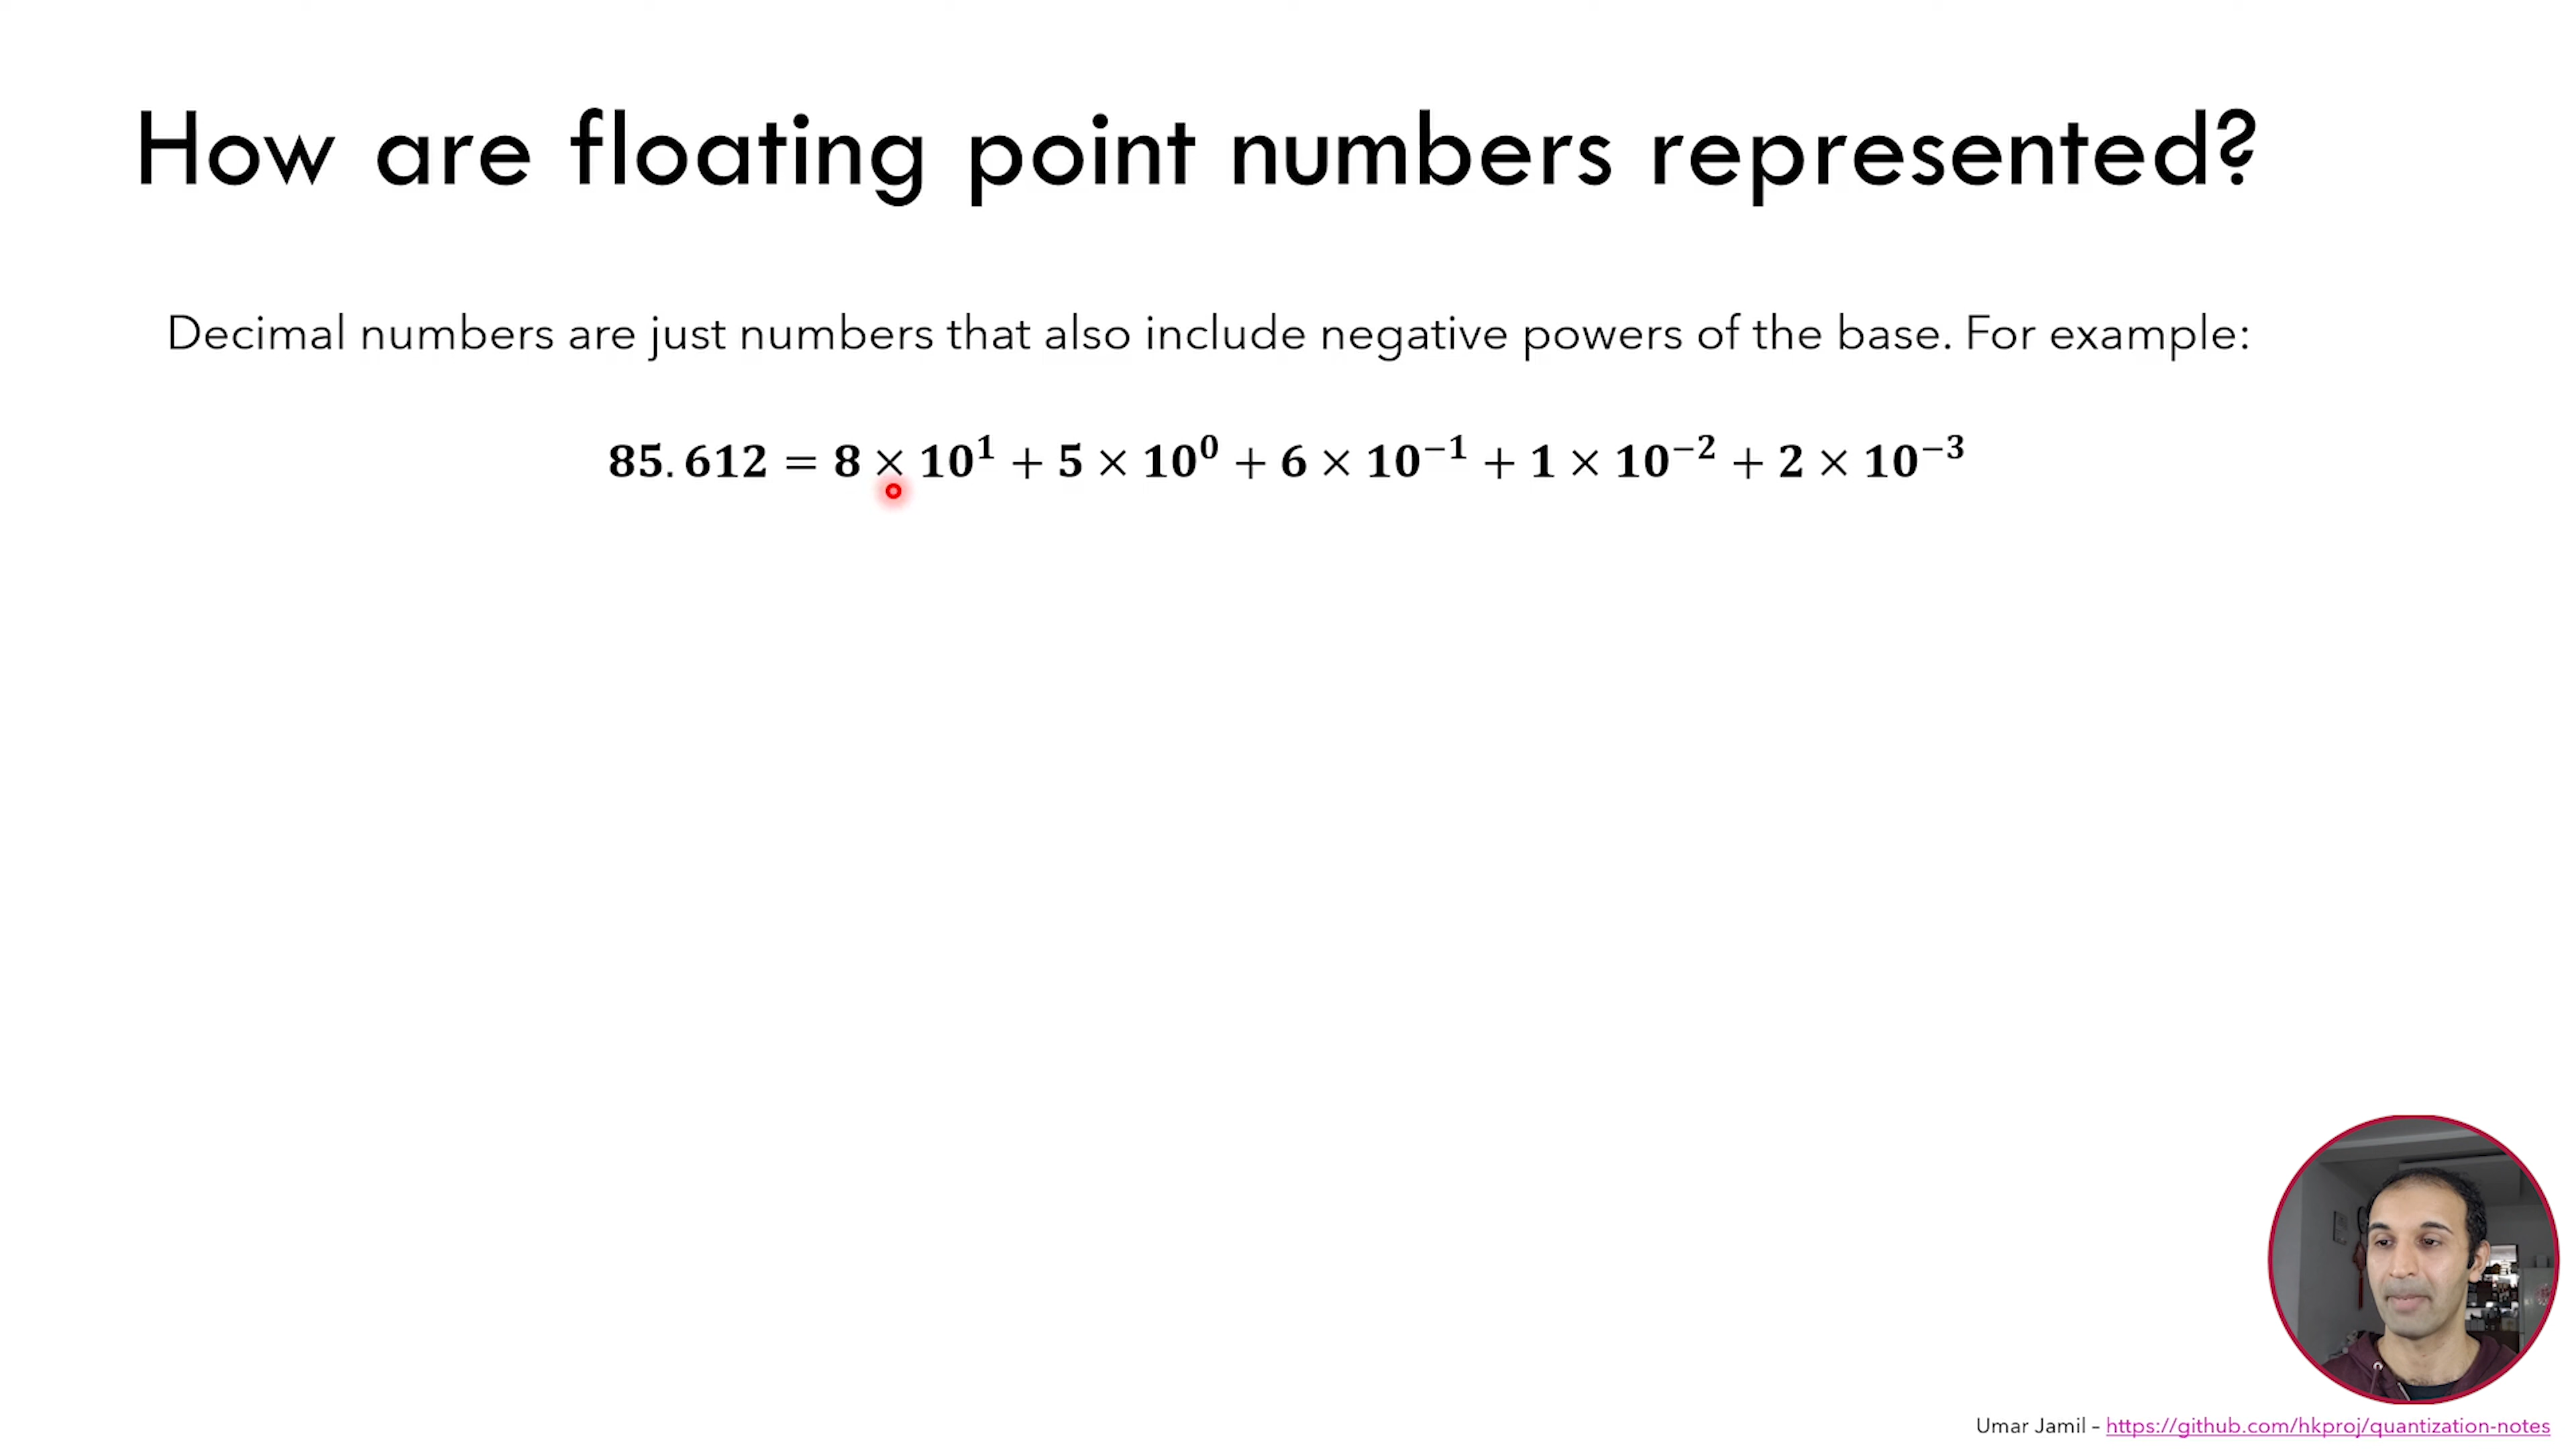 How are floating point numbers represented?
Decimal numbers are just numbers that also include negative powers of the base. For example:
85.612 = 8 × 10¹ + 5 × 10⁰ + 6 × 10⁻¹ + 1 × 10⁻² + 2 × 10⁻³
Umar Jamil – https://github.com/hkproj/quantization-notes